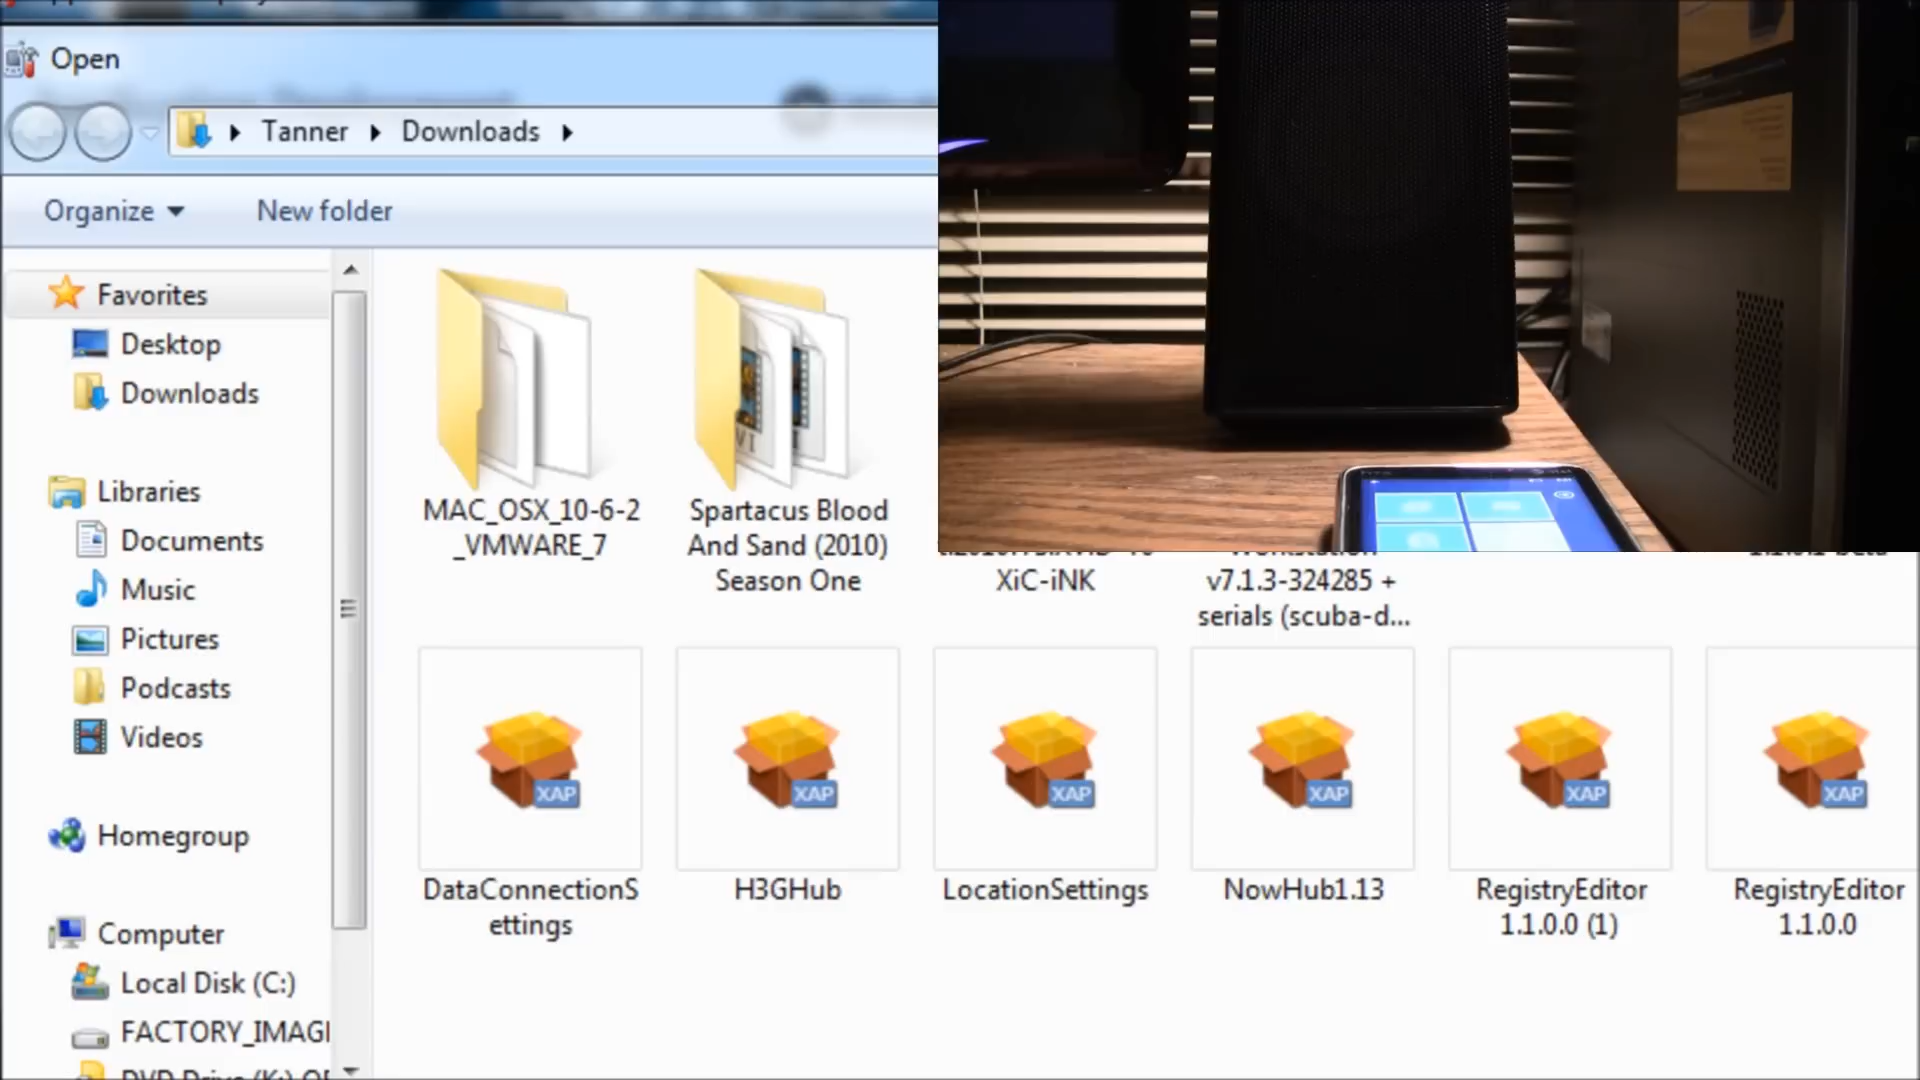 Open
Tanner
Downloads
Organize
New folder
Favorites
Desktop
Downloads
Libraries
Documents
Music
Pictures
Podcasts
Videos
Homegroup
Computer
Local Disk (C:)
FACTORY_IMAGI
MAC_OSX_10-6-2
_VMWARE_7
Spartacus Blood
And Sand (2010)
Season One
XiC-iNK
v7.1.3-324285 +
serials (scuba-d...
XAP
XAP
XAP
XAP
XAP
XAP
DataConnectionS
ettings
H3GHub
LocationSettings
NowHub1.13
RegistryEditor
1.1.0.0 (1)
RegistryEditor
1.1.0.0